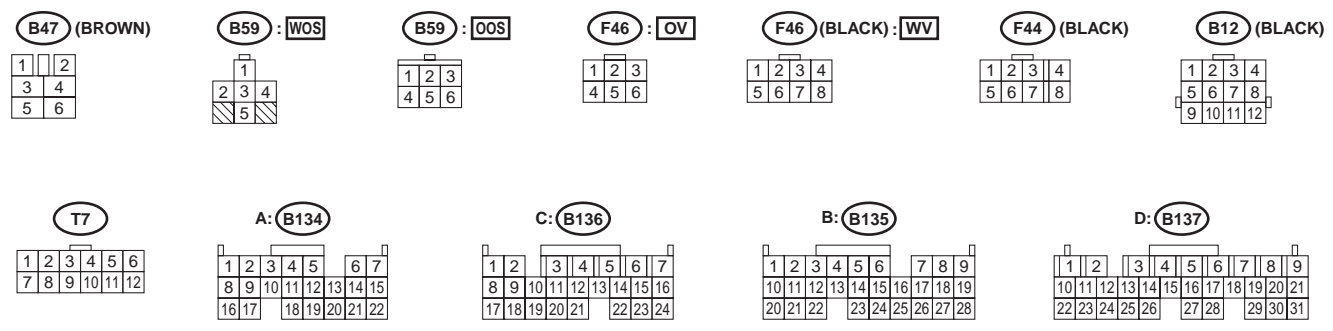 B47 (BROWN) B59 : WOS B59 : OOS F46 : OV F46 (BLACK) : WV F44 (BLACK) B12 (BLACK)
1 2 1 1 2 3 1 2 3 1 2 3 4 1 2 3 4 1 2 3 4
3 4 2 3 4 4 5 6 4 5 6 5 6 7 8 5 6 7 8 5 6 7 8
5 6 5 9 10 11 12
T7 A: B134 C: B136 B: B135 D: B137
1 2 3 4 5 6 1 2 3 4 5 6 7 1 2 3 4 5 6 7 1 2 3 4 5 6 7 8 9 1 2 3 4 5 6 7 8 9
7 8 9 10 11 12 8 9 10 11 12 13 14 15 8 9 10 11 12 13 14 15 16 10 11 12 13 14 15 16 17 18 19 10 11 12 13 14 15 16 17 18 19 20 21
16 17 18 19 20 21 22 17 18 19 20 21 22 23 24 20 21 22 23 24 25 26 27 28 22 23 24 25 26 27 28 29 30 31